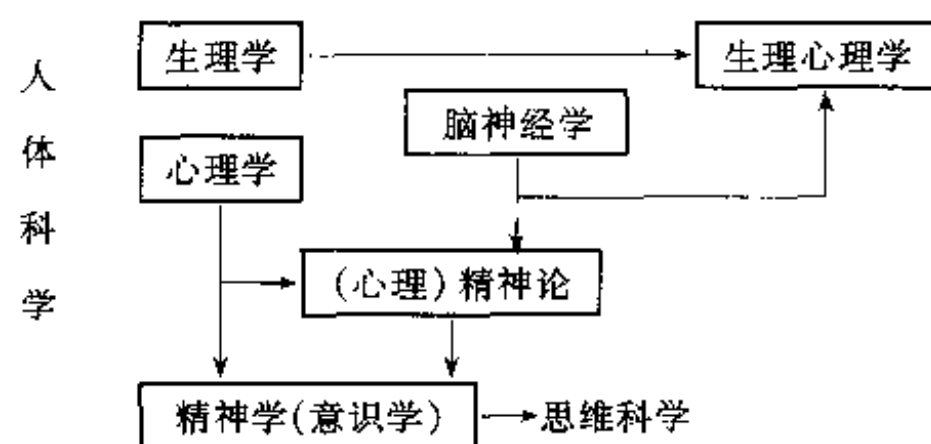 人体科学
生理学
生理心理学
脑神经学
心理学
(心理)精神论
精神学(意识学)
思维科学